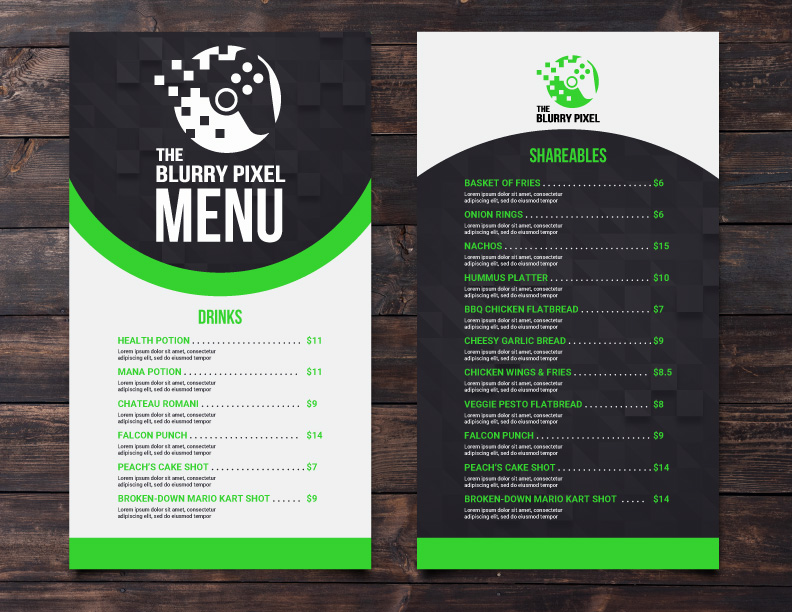 THE
BLURRY PIXEL
MENU
DRINKS
HEALTH POTION . . . . . . . . . . . . . . . . . . . . . . $11
Lorem ipsum dolor sit amet, consectetur
adipiscing elit, sed do eiusmod tempor
MANA POTION . . . . . . . . . . . . . . . . . . . . . . . $11
Lorem ipsum dolor sit amet, consectetur
adipiscing elit, sed do eiusmod tempor
CHATEAU ROMANI . . . . . . . . . . . . . . . . . . . . $9
Lorem ipsum dolor sit amet, consectetur
adipiscing elit, sed do eiusmod tempor
FALCON PUNCH . . . . . . . . . . . . . . . . . . . . . . $14
Lorem ipsum dolor sit amet, consectetur
adipiscing elit, sed do eiusmod tempor
PEACH'S CAKE SHOT . . . . . . . . . . . . . . . . . . . $7
Lorem ipsum dolor sit amet, consectetur
adipiscing elit, sed do eiusmod tempor
BROKEN-DOWN MARIO KART SHOT . . . . . . $9
Lorem ipsum dolor sit amet, consectetur
adipiscing elit, sed do eiusmod tempor
THE
BLURRY PIXEL
SHAREABLES
BASKET OF FRIES . . . . . . . . . . . . . . . . . . . . . . $6
Lorem ipsum dolor sit amet, consectetur
adipiscing elit, sed do eiusmod tempor
ONION RINGS . . . . . . . . . . . . . . . . . . . . . . . . . $6
Lorem ipsum dolor sit amet, consectetur
adipiscing elit, sed do eiusmod tempor
NACHOS . . . . . . . . . . . . . . . . . . . . . . . . . . . . . $15
Lorem ipsum dolor sit amet, consectetur
adipiscing elit, sed do eiusmod tempor
HUMMUS PLATTER . . . . . . . . . . . . . . . . . . . . $10
Lorem ipsum dolor sit amet, consectetur
adipiscing elit, sed do eiusmod tempor
BBQ CHICKEN FLATBREAD . . . . . . . . . . . . . . $7
Lorem ipsum dolor sit amet, consectetur
adipiscing elit, sed do eiusmod tempor
CHEESY GARLIC BREAD . . . . . . . . . . . . . . . . . $9
Lorem ipsum dolor sit amet, consectetur
adipiscing elit, sed do eiusmod tempor
CHICKEN WINGS & FRIES . . . . . . . . . . . . . . . $8.5
Lorem ipsum dolor sit amet, consectetur
adipiscing elit, sed do eiusmod tempor
VEGGIE PESTO FLATBREAD . . . . . . . . . . . . . $8
Lorem ipsum dolor sit amet, consectetur
adipiscing elit, sed do eiusmod tempor
FALCON PUNCH . . . . . . . . . . . . . . . . . . . . . . . $9
Lorem ipsum dolor sit amet, consectetur
adipiscing elit, sed do eiusmod tempor
PEACH'S CAKE SHOT . . . . . . . . . . . . . . . . . . . $14
Lorem ipsum dolor sit amet, consectetur
adipiscing elit, sed do eiusmod tempor
BROKEN-DOWN MARIO KART SHOT . . . . . $14
Lorem ipsum dolor sit amet, consectetur
adipiscing elit, sed do eiusmod tempor